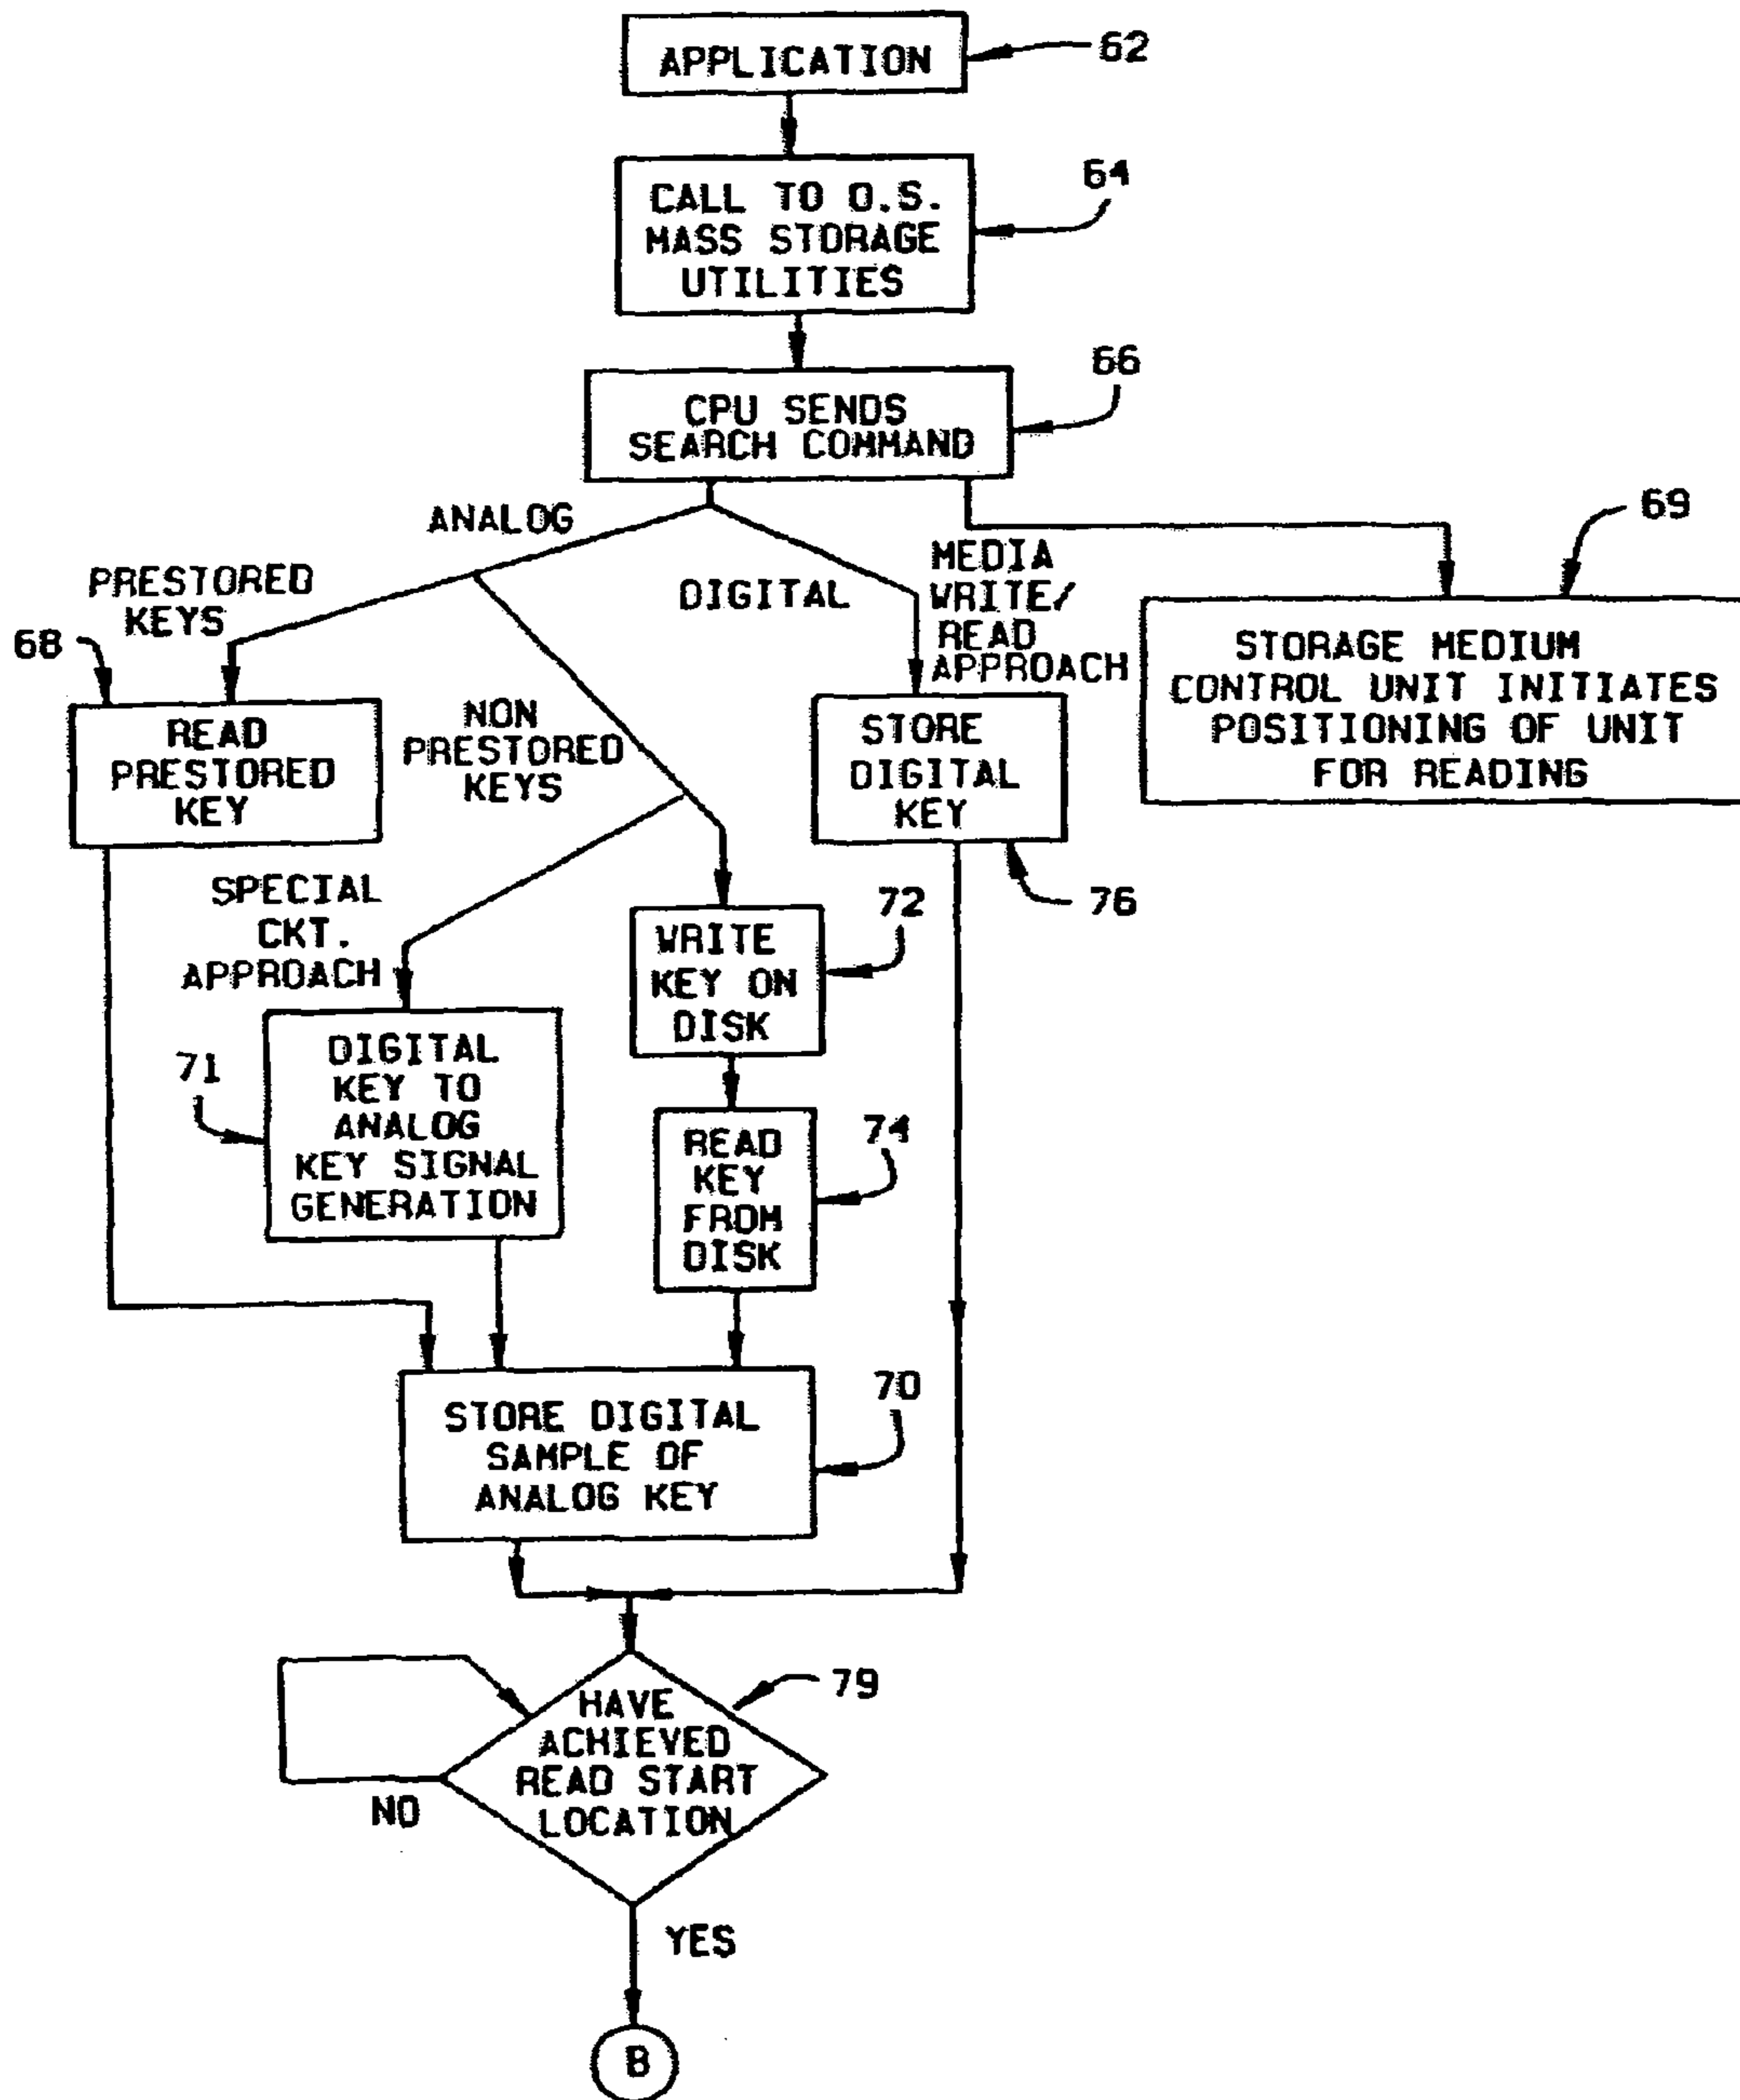 APPLICATION
62
CALL TO O.S.
MASS STORAGE
UTILITIES
64
CPU SENDS
SEARCH COMMAND
66
ANALOG
PRESTORED
KEYS
68
READ
PRESTORED
KEY
NON
PRESTORED
KEYS
DIGITAL
MEDIA
WRITE/
READ
APPROACH
STORE
DIGITAL
KEY
76
69
STORAGE MEDIUM
CONTROL UNIT INITIATES
POSITIONING OF UNIT
FOR READING
SPECIAL
CKT.
APPROACH
71
DIGITAL
KEY TO
ANALOG
KEY SIGNAL
GENERATION
72
WRITE
KEY ON
DISK
74
READ
KEY
FROM
DISK
70
STORE DIGITAL
SAMPLE OF
ANALOG KEY
79
HAVE
ACHIEVED
READ START
LOCATION
NO
YES
B